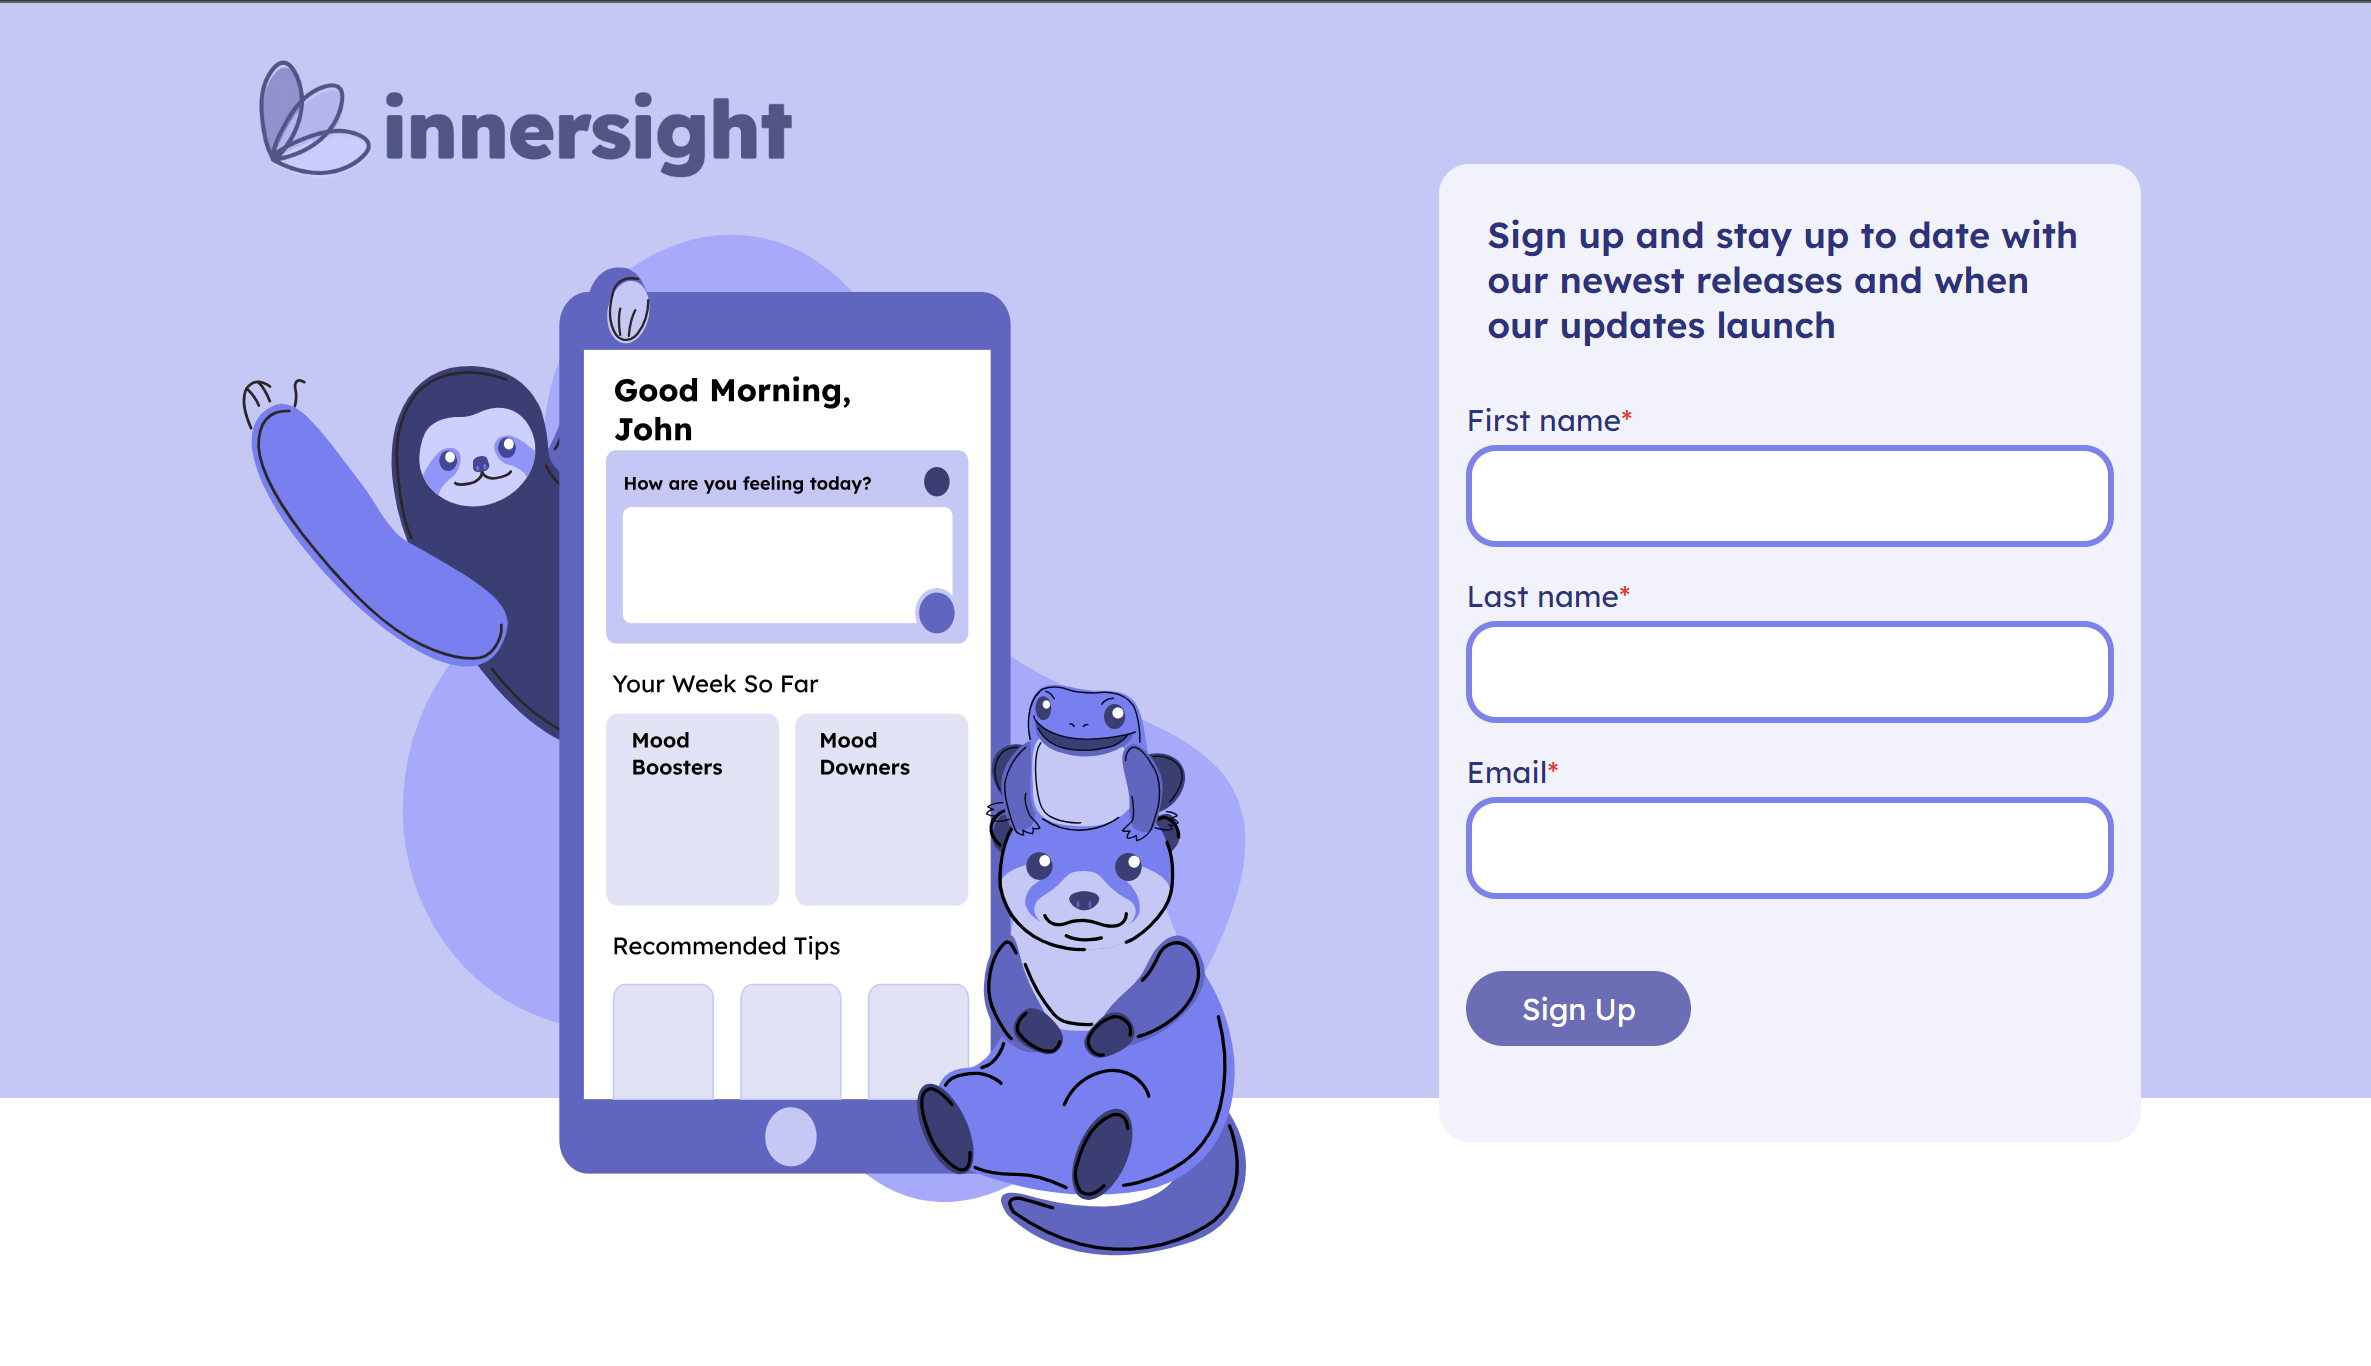 innersight
Good Morning,
John
How are you feeling today?
Your Week So Far
Mood
Boosters
Mood
Downers
Recommended Tips
Sign up and stay up to date with
our newest releases and when
our updates launch
First name*
Last name*
Email*
Sign Up